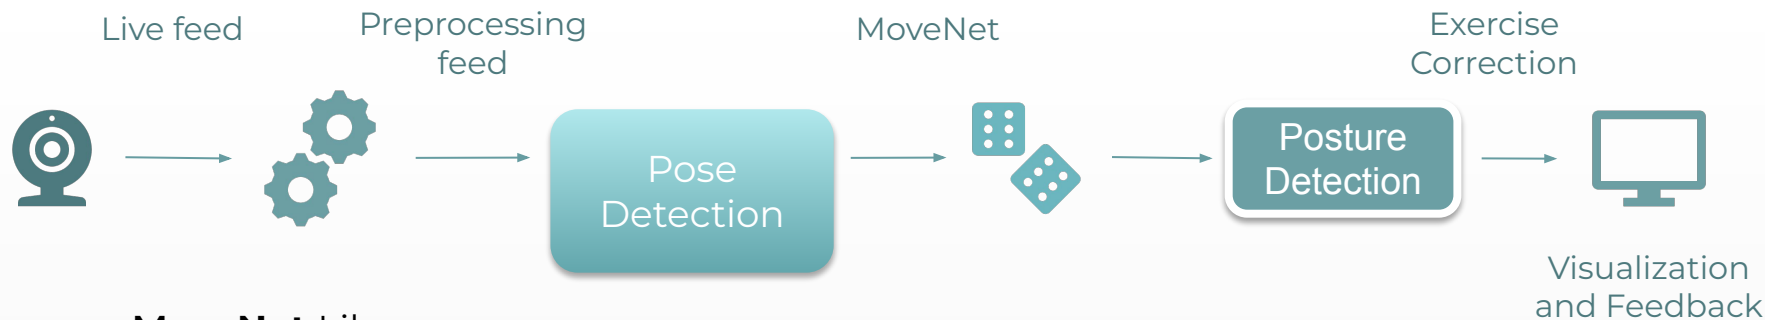 Live feed
Preprocessing
feed
MoveNet
Exercise
Correction
Pose
Detection
Posture
Detection
Visualization
and Feedback